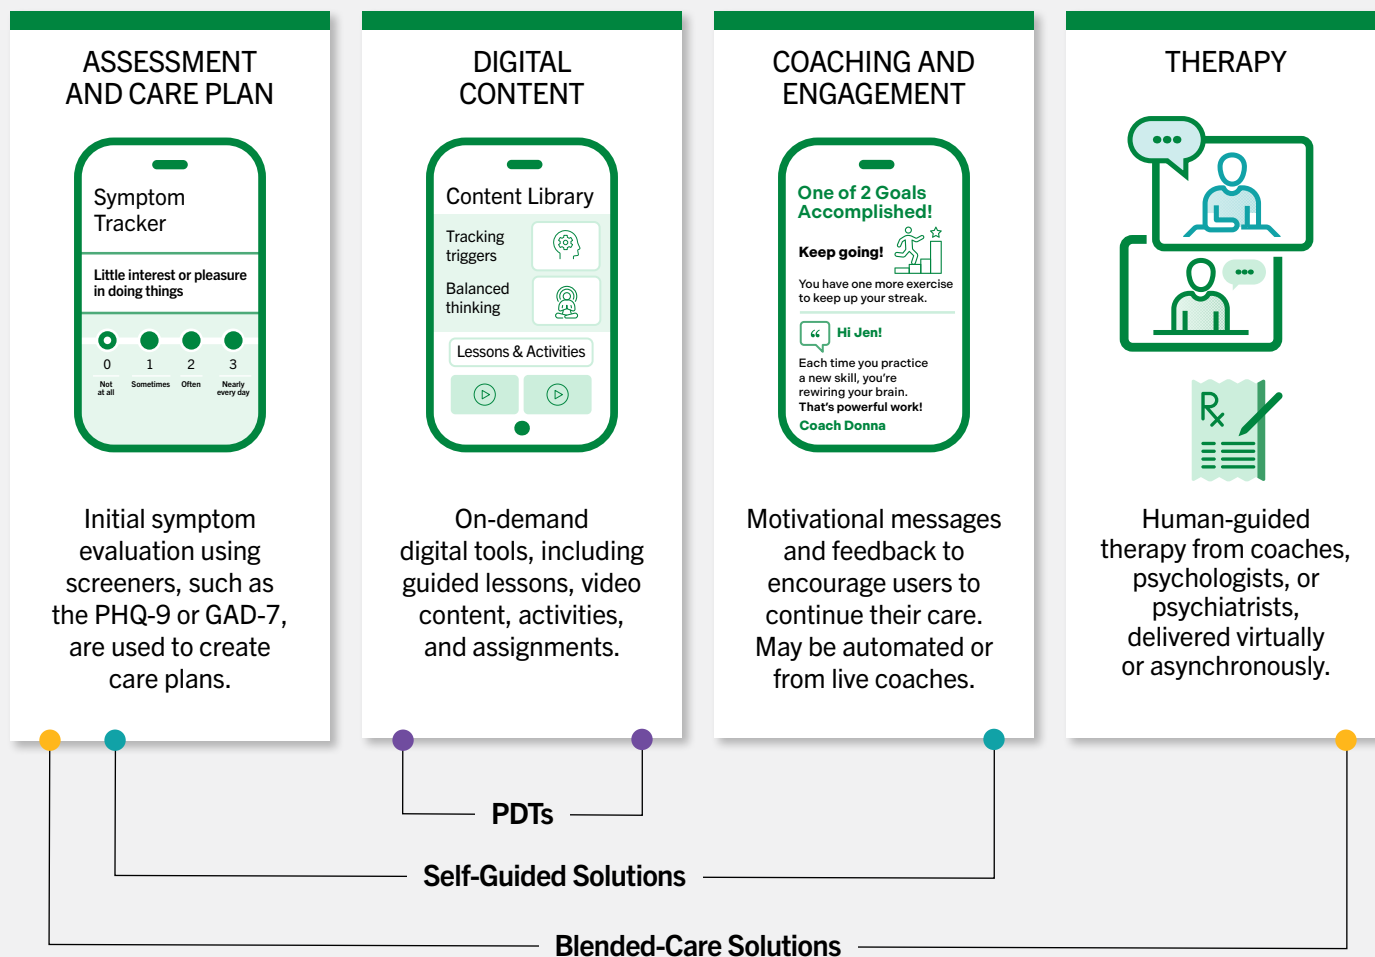 ASSESSMENT
AND CARE PLAN
Symptom
Tracker
Little interest or pleasure
in doing things
0 1 2 3
Not
at all
Sometimes
Often
Nearly
every day
Initial symptom
evaluation using
screeners, such as
the PHQ-9 or GAD-7,
are used to create
care plans.
DIGITAL
CONTENT
Content Library
Tracking
triggers
Balanced
thinking
Lessons & Activities
On-demand
digital tools, including
guided lessons, video
content, activities,
and assignments.
COACHING AND
ENGAGEMENT
One of 2 Goals
Accomplished!
Keep going!
You have one more exercise
to keep up your streak.
“ Hi Jen!
Each time you practice
a new skill, you're
rewiring your brain.
That's powerful work!
Coach Donna
Motivational messages
and feedback to
encourage users to
continue their care.
May be automated or
from live coaches.
THERAPY
Rx
Human-guided
therapy from coaches,
psychologists, or
psychiatrists,
delivered virtually
or asynchronously.
PDTs
Self-Guided Solutions
Blended-Care Solutions